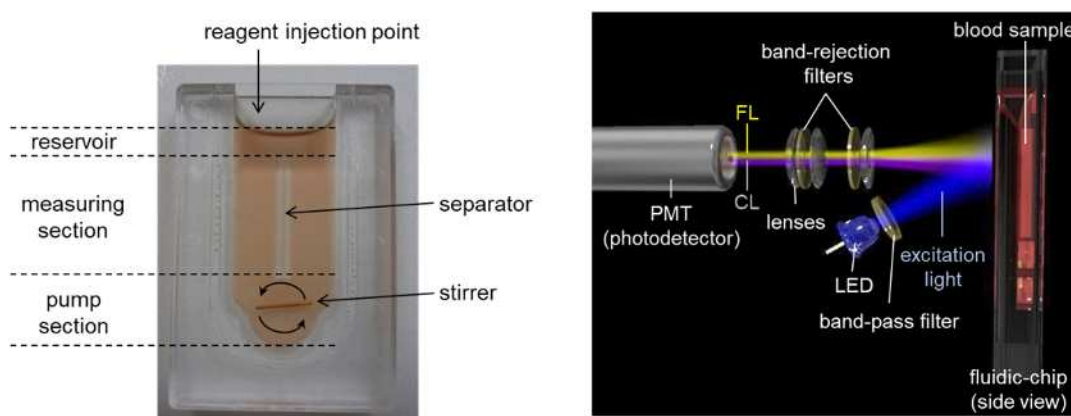 reagent injection point
reservoir
measuring
section
separator
pump
section
stirrer
blood sample
band-rejection
filters
FL
CL
PMT
(photodetector)
lenses
LED
excitation
light
band-pass filter
fluidic-chip
(side view)